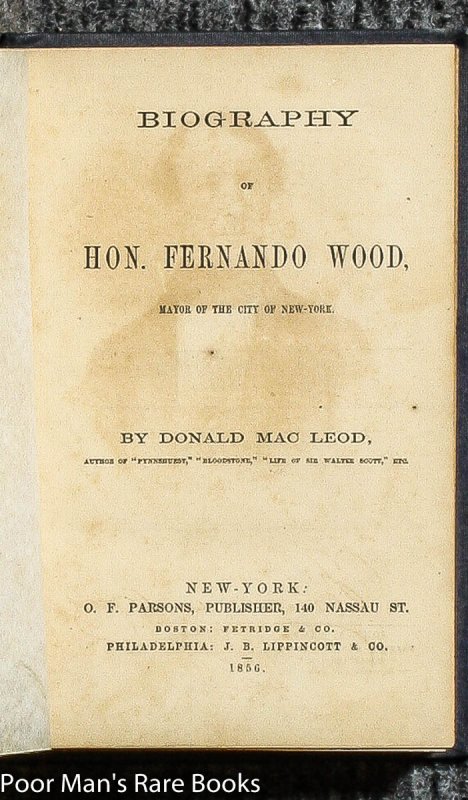 BIOGRAPHY
OF
HON. FERNANDO WOOD,
MAYOR OF THE CITY OF NEW-YORK.
BY DONALD MAC LEOD,
AUTHOR OF "PYNNSHURST," "BLOODSTONE," "LIFE OF SIR WALTER SCOTT," ETC.
NEW-YORK:
O. F. PARSONS, PUBLISHER, 140 NASSAU ST.
BOSTON: FETRIDGE & CO.
PHILADELPHIA: J. B. LIPPINCOTT & CO.
1856.
Poor Man's Rare Books